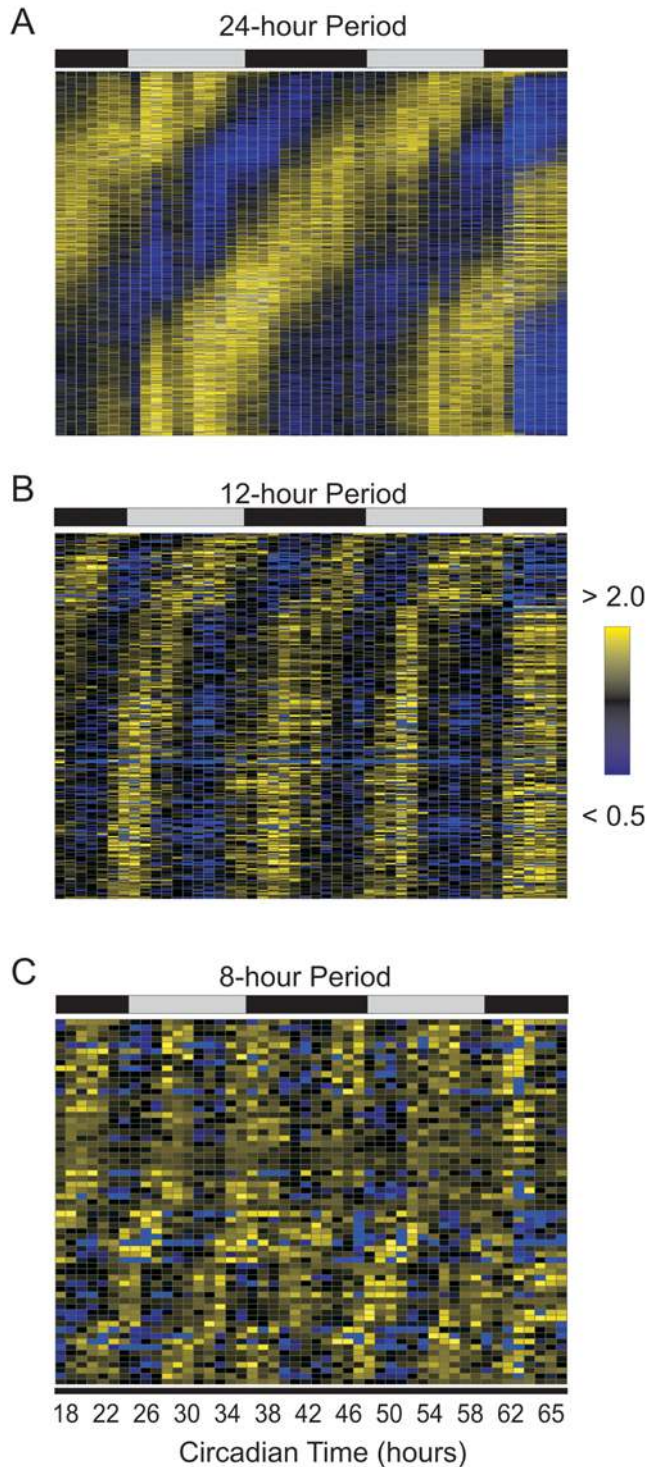 A
24-hour Period
B
12-hour Period
> 2.0
< 0.5
C
8-hour Period
18 22 26 30 34 38 42 46 50 54 58 62 65
Circadian Time (hours)